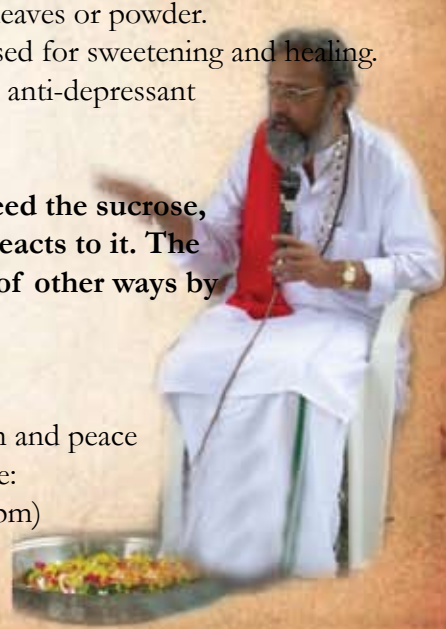 eaves or powder.
sed for sweetening and healing.
anti-depressant
eed the sucrose,
eacts to it. The
of other ways by
n and peace
e:
om)